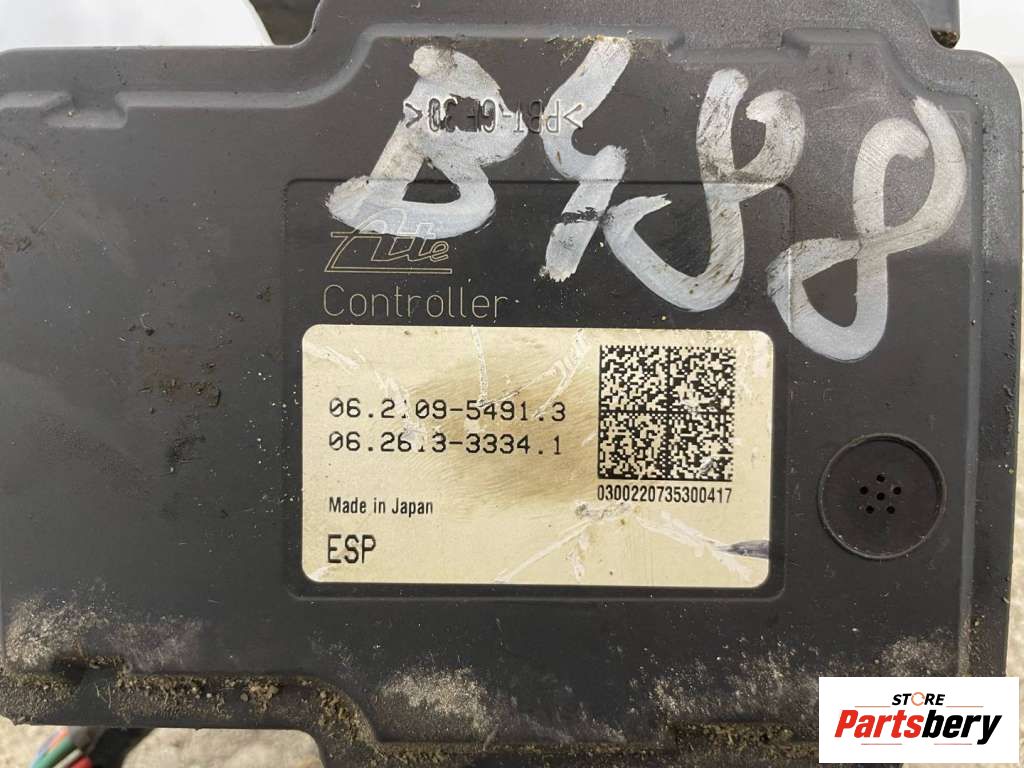 B488
>PBT-GF30<
Ate
Controller
06.2109-5491.3
06.2613-3334.1
0300220735300417
Made in Japan
ESP
STORE
Partsbery